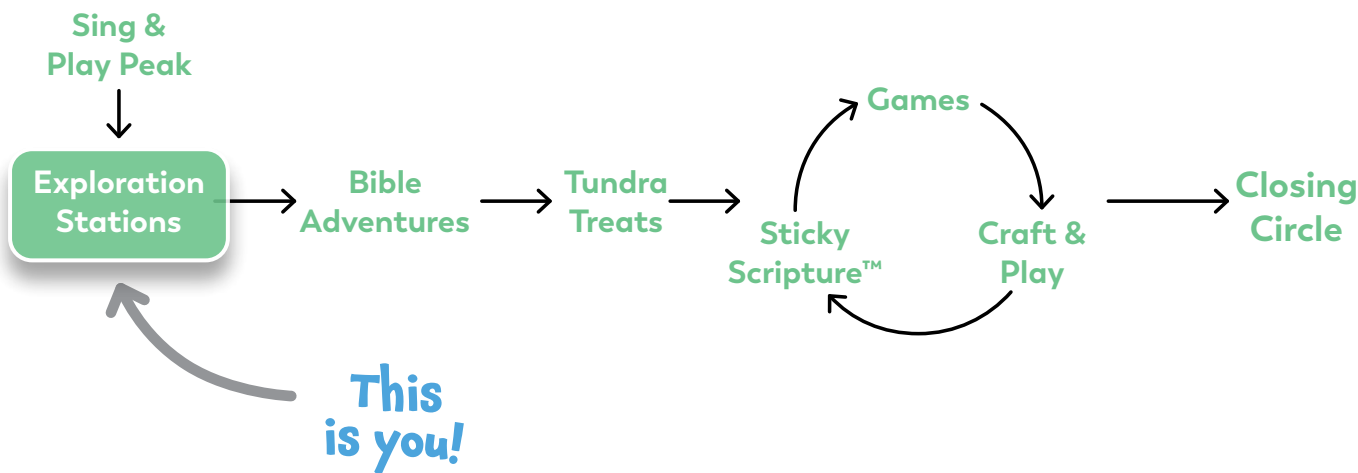 Sing &
Play Peak
Exploration
Stations
Bible
Adventures
Tundra
Treats
Sticky
Scripture™
Games
Craft &
Play
Closing
Circle
This
is you!